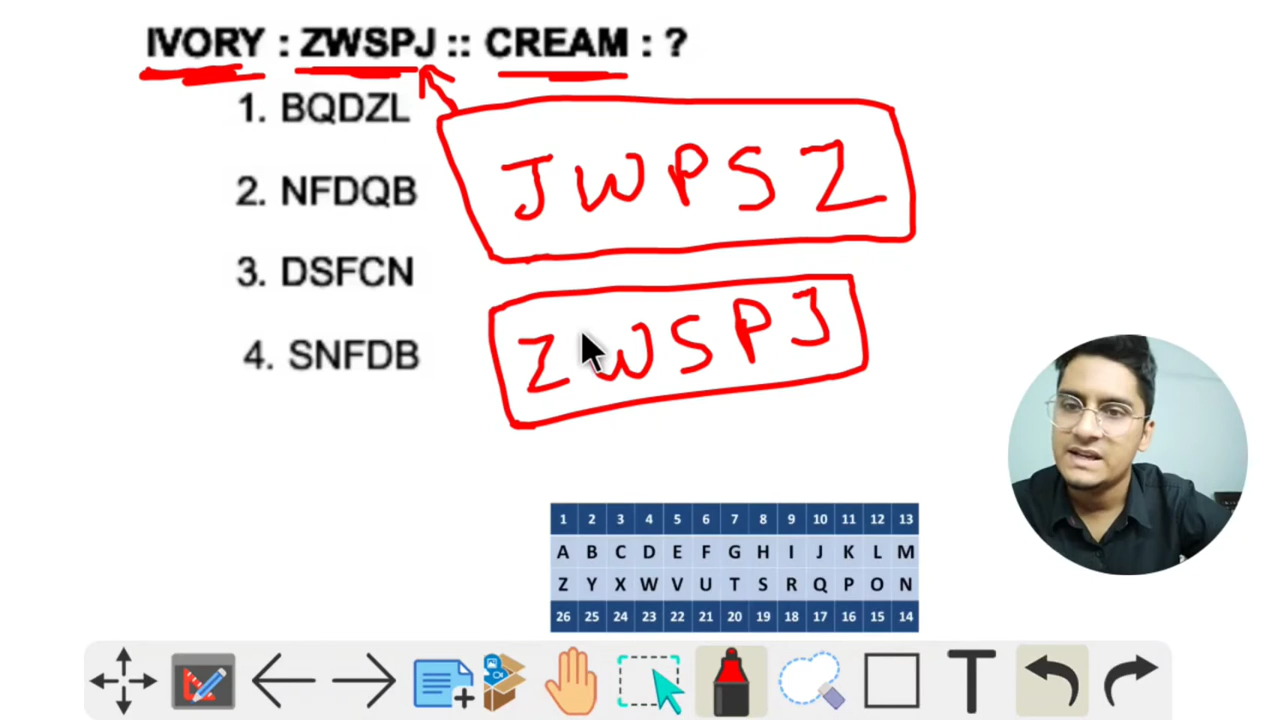 IVORY : ZWSPJ :: CREAM : ?
1. BQDZL
2. NFDQB
3. DSFCN
4. SNFDB
JWPSZ
ZWSPJ
1 2 3 4 5 6 7 8 9 10 11 12 13
A B C D E F G H I J K L M
Z Y X W V U T S R Q P O N
26 25 24 23 22 21 20 19 18 17 16 15 14
T